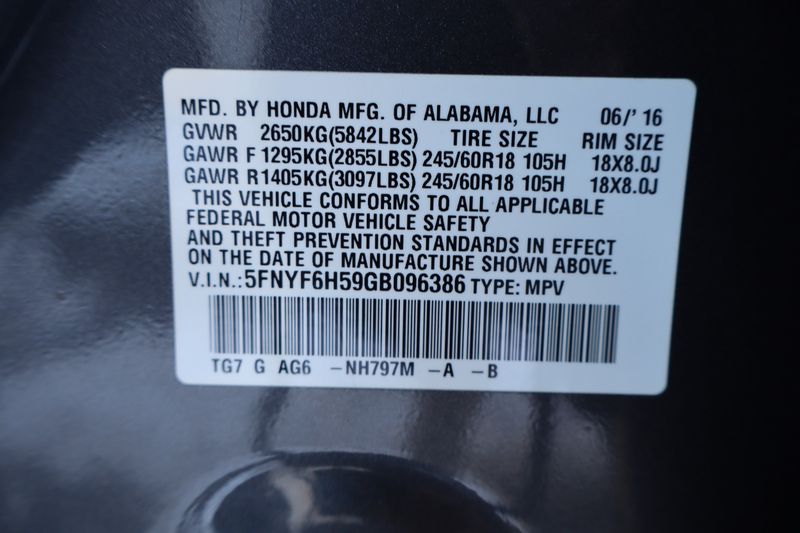 MFD. BY HONDA MFG. OF ALABAMA, LLC 06/' 16
GVWR 2650KG(5842LBS) TIRE SIZE RIM SIZE
GAWR F 1295KG(2855LBS) 245/60R18 105H 18X8.0J
GAWR R 1405KG(3097LBS) 245/60R18 105H 18X8.0J
THIS VEHICLE CONFORMS TO ALL APPLICABLE
FEDERAL MOTOR VEHICLE SAFETY
AND THEFT PREVENTION STANDARDS IN EFFECT
ON THE DATE OF MANUFACTURE SHOWN ABOVE.
V.I.N.: 5FNYF6H59GB096386 TYPE: MPV
TG7 G AG6 -NH797M -A -B